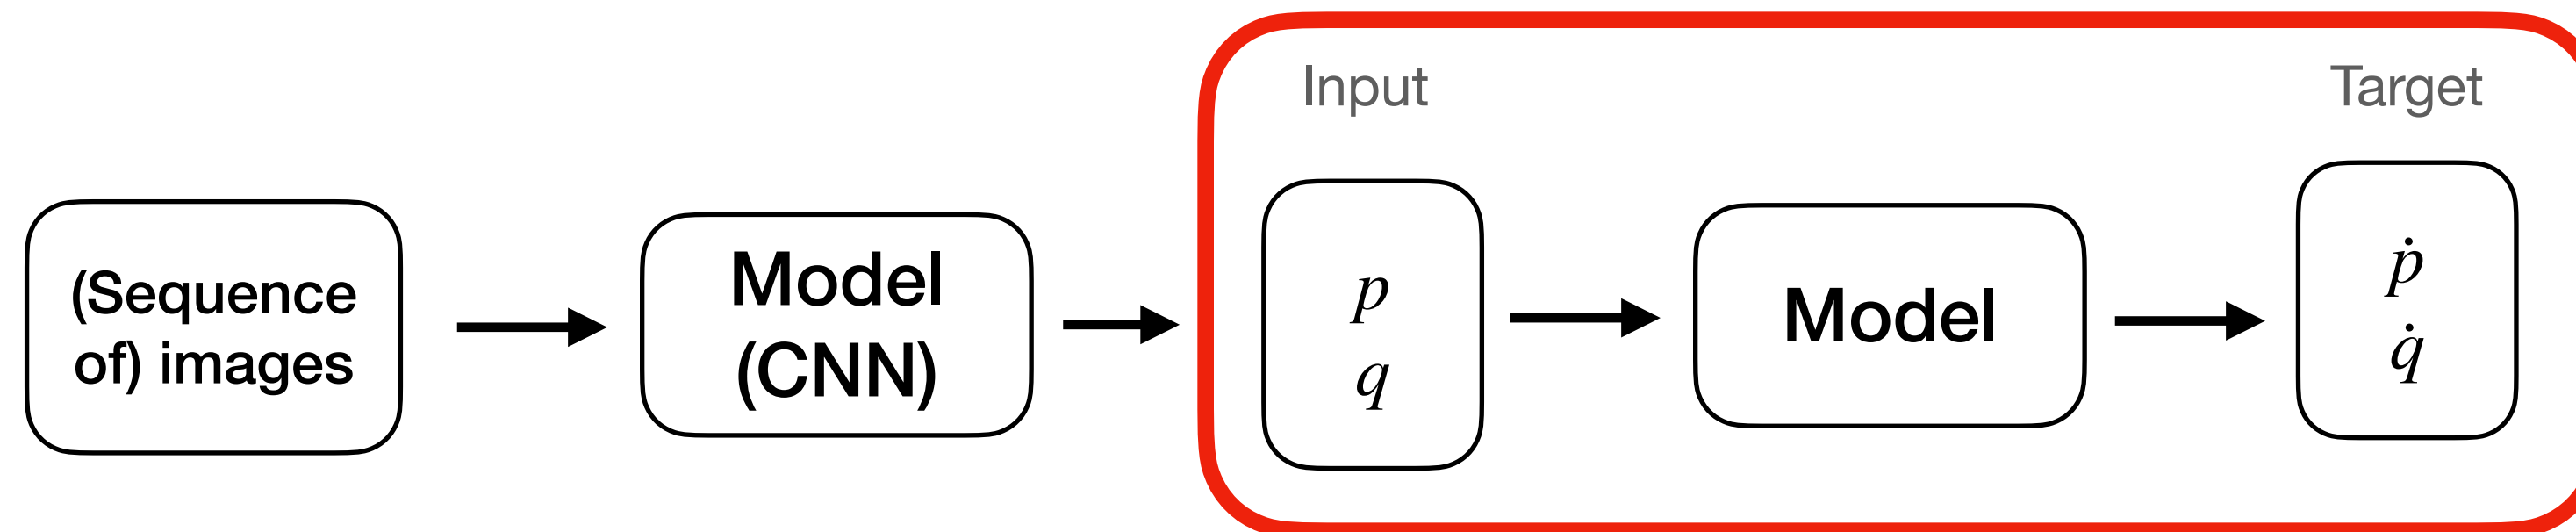 Input
Target
(Sequence
of) images
Model
(CNN)
p
q
Model
ṗ
q̇